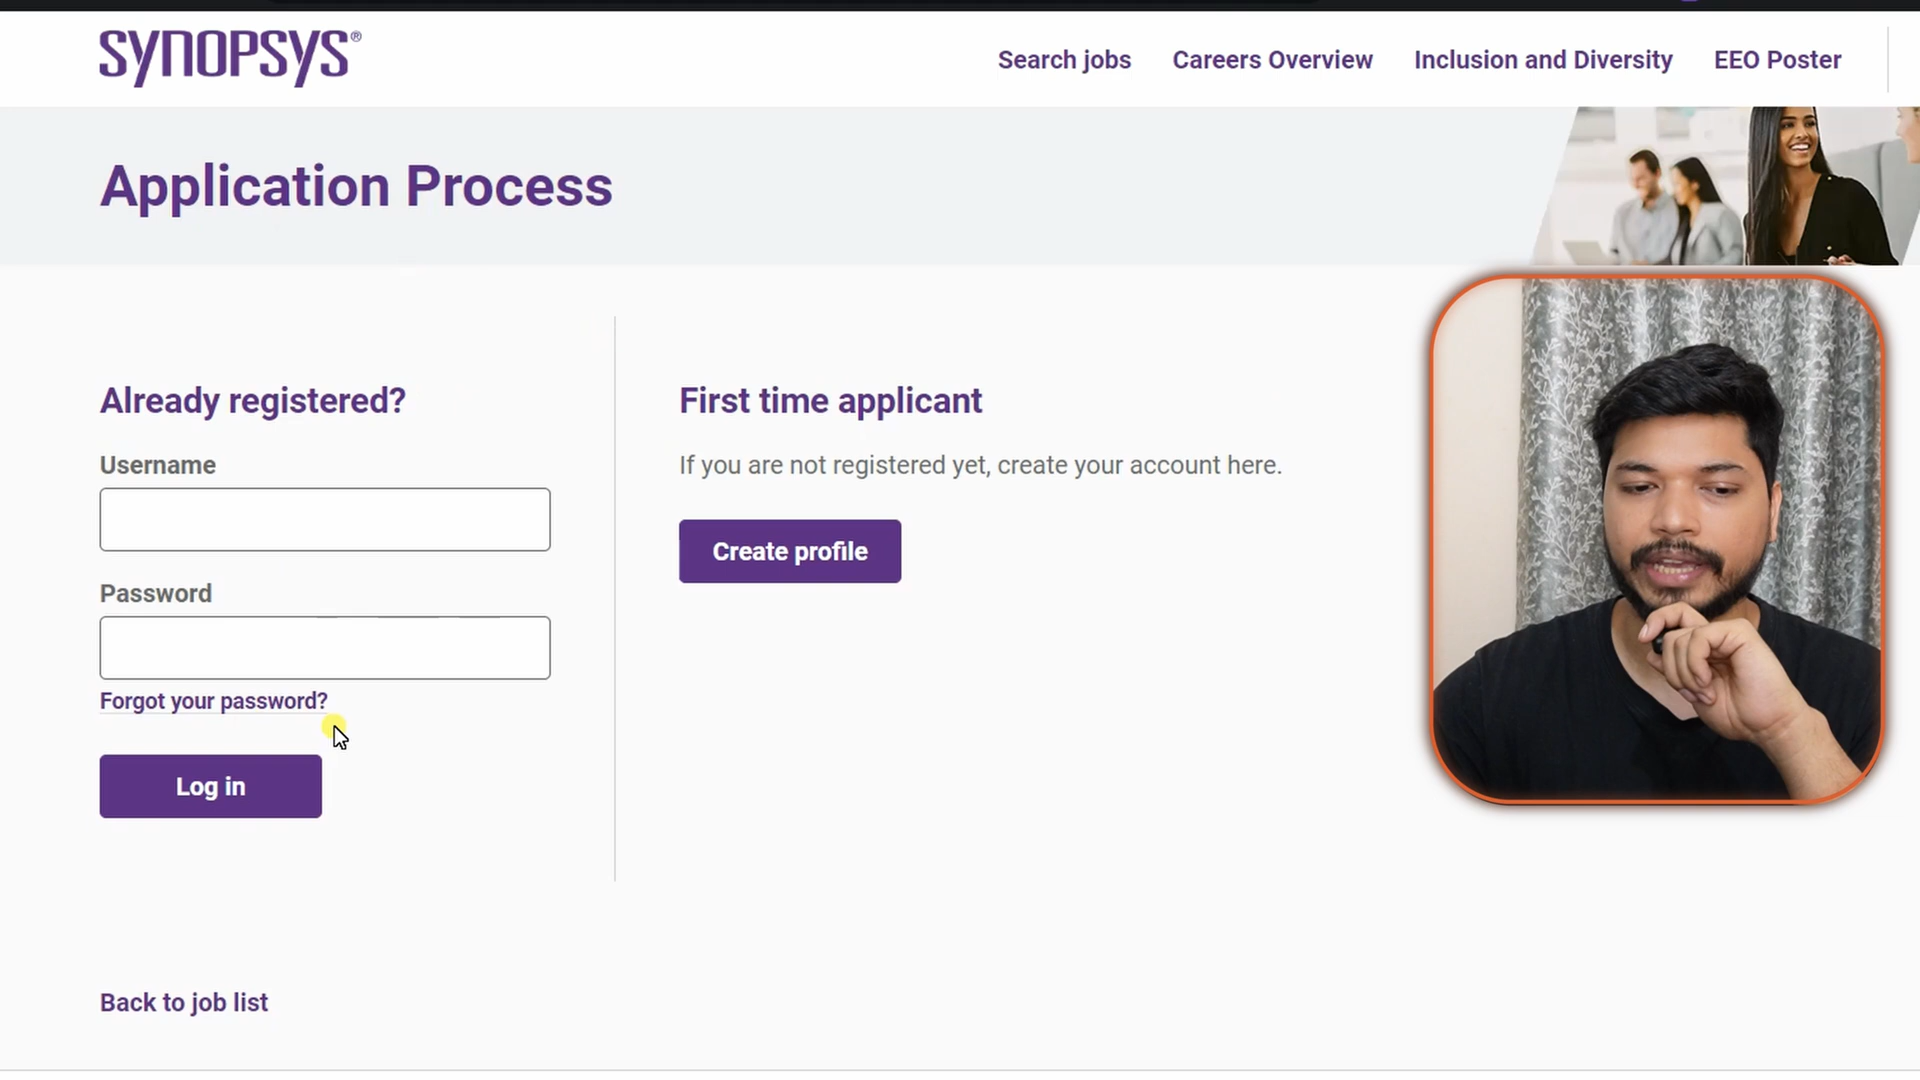 SYNOPSYS®
Search jobs
Careers Overview
Inclusion and Diversity
EEO Poster
Application Process
Already registered?
Username
Password
Forgot your password?
Log in
First time applicant
If you are not registered yet, create your account here.
Create profile
Back to job list